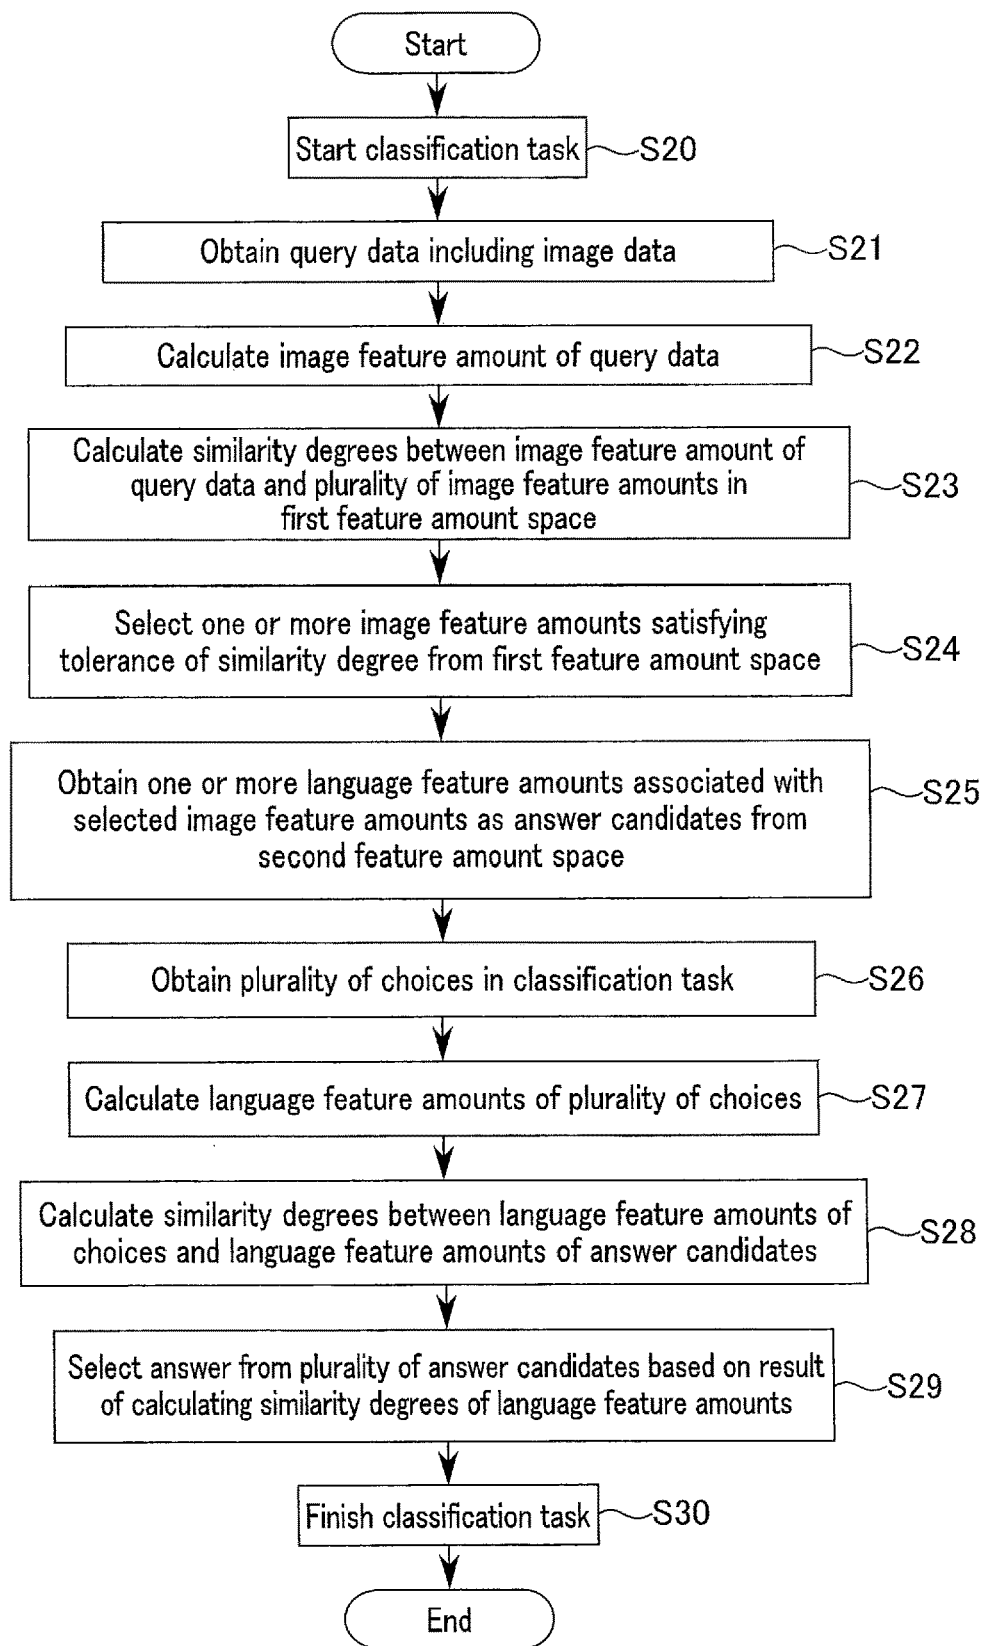 Start
Start classification task
S20
Obtain query data including image data
S21
Calculate image feature amount of query data
S22
Calculate similarity degrees between image feature amount of
query data and plurality of image feature amounts in
first feature amount space
S23
Select one or more image feature amounts satisfying
tolerance of similarity degree from first feature amount space
S24
Obtain one or more language feature amounts associated with
selected image feature amounts as answer candidates from
second feature amount space
S25
Obtain plurality of choices in classification task
S26
Calculate language feature amounts of plurality of choices
S27
Calculate similarity degrees between language feature amounts of
choices and language feature amounts of answer candidates
S28
Select answer from plurality of answer candidates based on result
of calculating similarity degrees of language feature amounts
S29
Finish classification task
S30
End